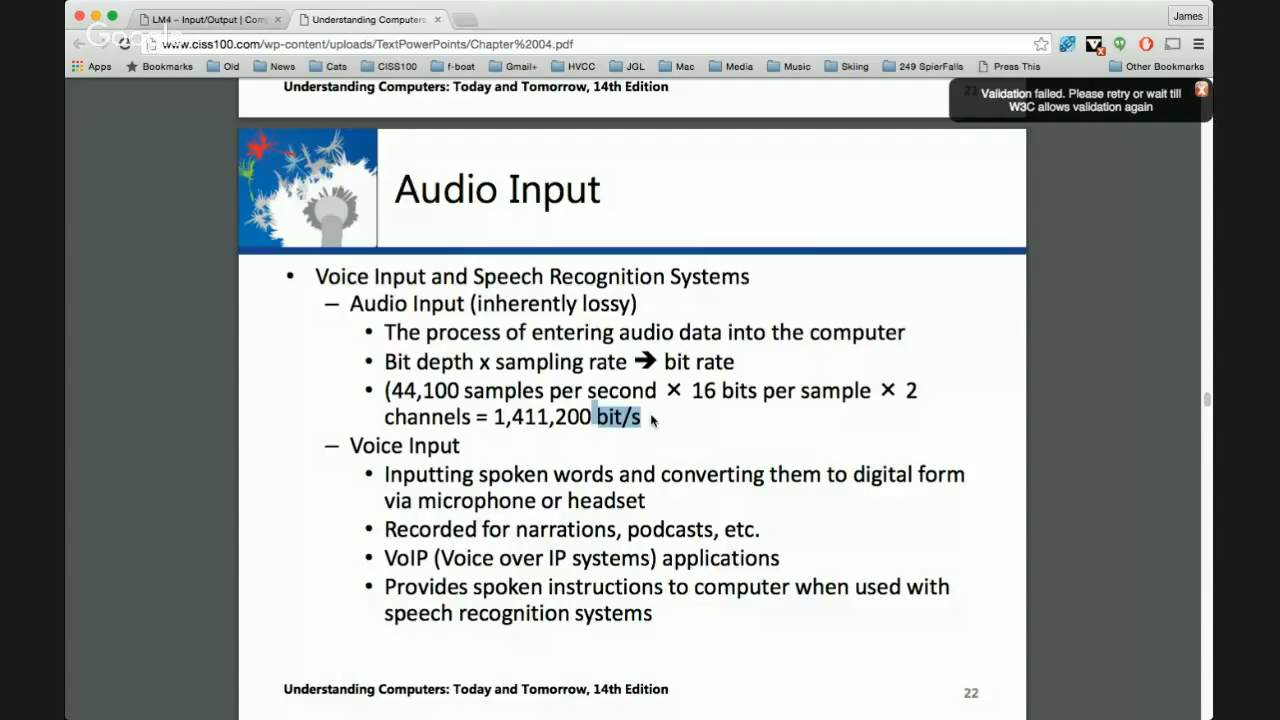 LM4 – Input/Output | Com
Understanding Computers.
James
Google
www.ciss100.com/wp-content/uploads/TextPowerPoints/Chapter%2004.pdf
Apps Bookmarks Old News Cats CISS100 f-boat Gmail+ HVCC JGL Mac Media Music Skiing 249 SpierFalls Press This Other Bookmarks
Understanding Computers: Today and Tomorrow, 14th Edition
21
Validation failed. Please retry or wait till
W3C allows validation again
Audio Input
• Voice Input and Speech Recognition Systems
– Audio Input (inherently lossy)
• The process of entering audio data into the computer
• Bit depth x sampling rate ➔ bit rate
• (44,100 samples per second × 16 bits per sample × 2
channels = 1,411,200 bit/s
– Voice Input
• Inputting spoken words and converting them to digital form
via microphone or headset
• Recorded for narrations, podcasts, etc.
• VoIP (Voice over IP systems) applications
• Provides spoken instructions to computer when used with
speech recognition systems
Understanding Computers: Today and Tomorrow, 14th Edition
22